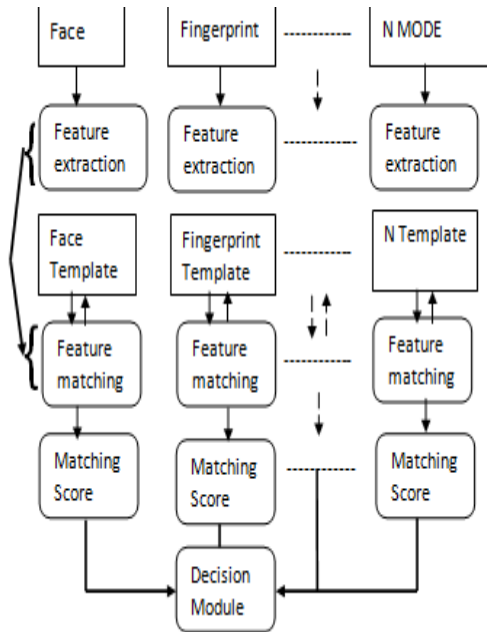 Face
Fingerprint
N MODE
Feature
extraction
Feature
extraction
Feature
extraction
Face
Template
Fingerprint
Template
N Template
Feature
matching
Feature
matching
Feature
matching
Matching
Score
Matching
Score
Matching
Score
Decision
Module